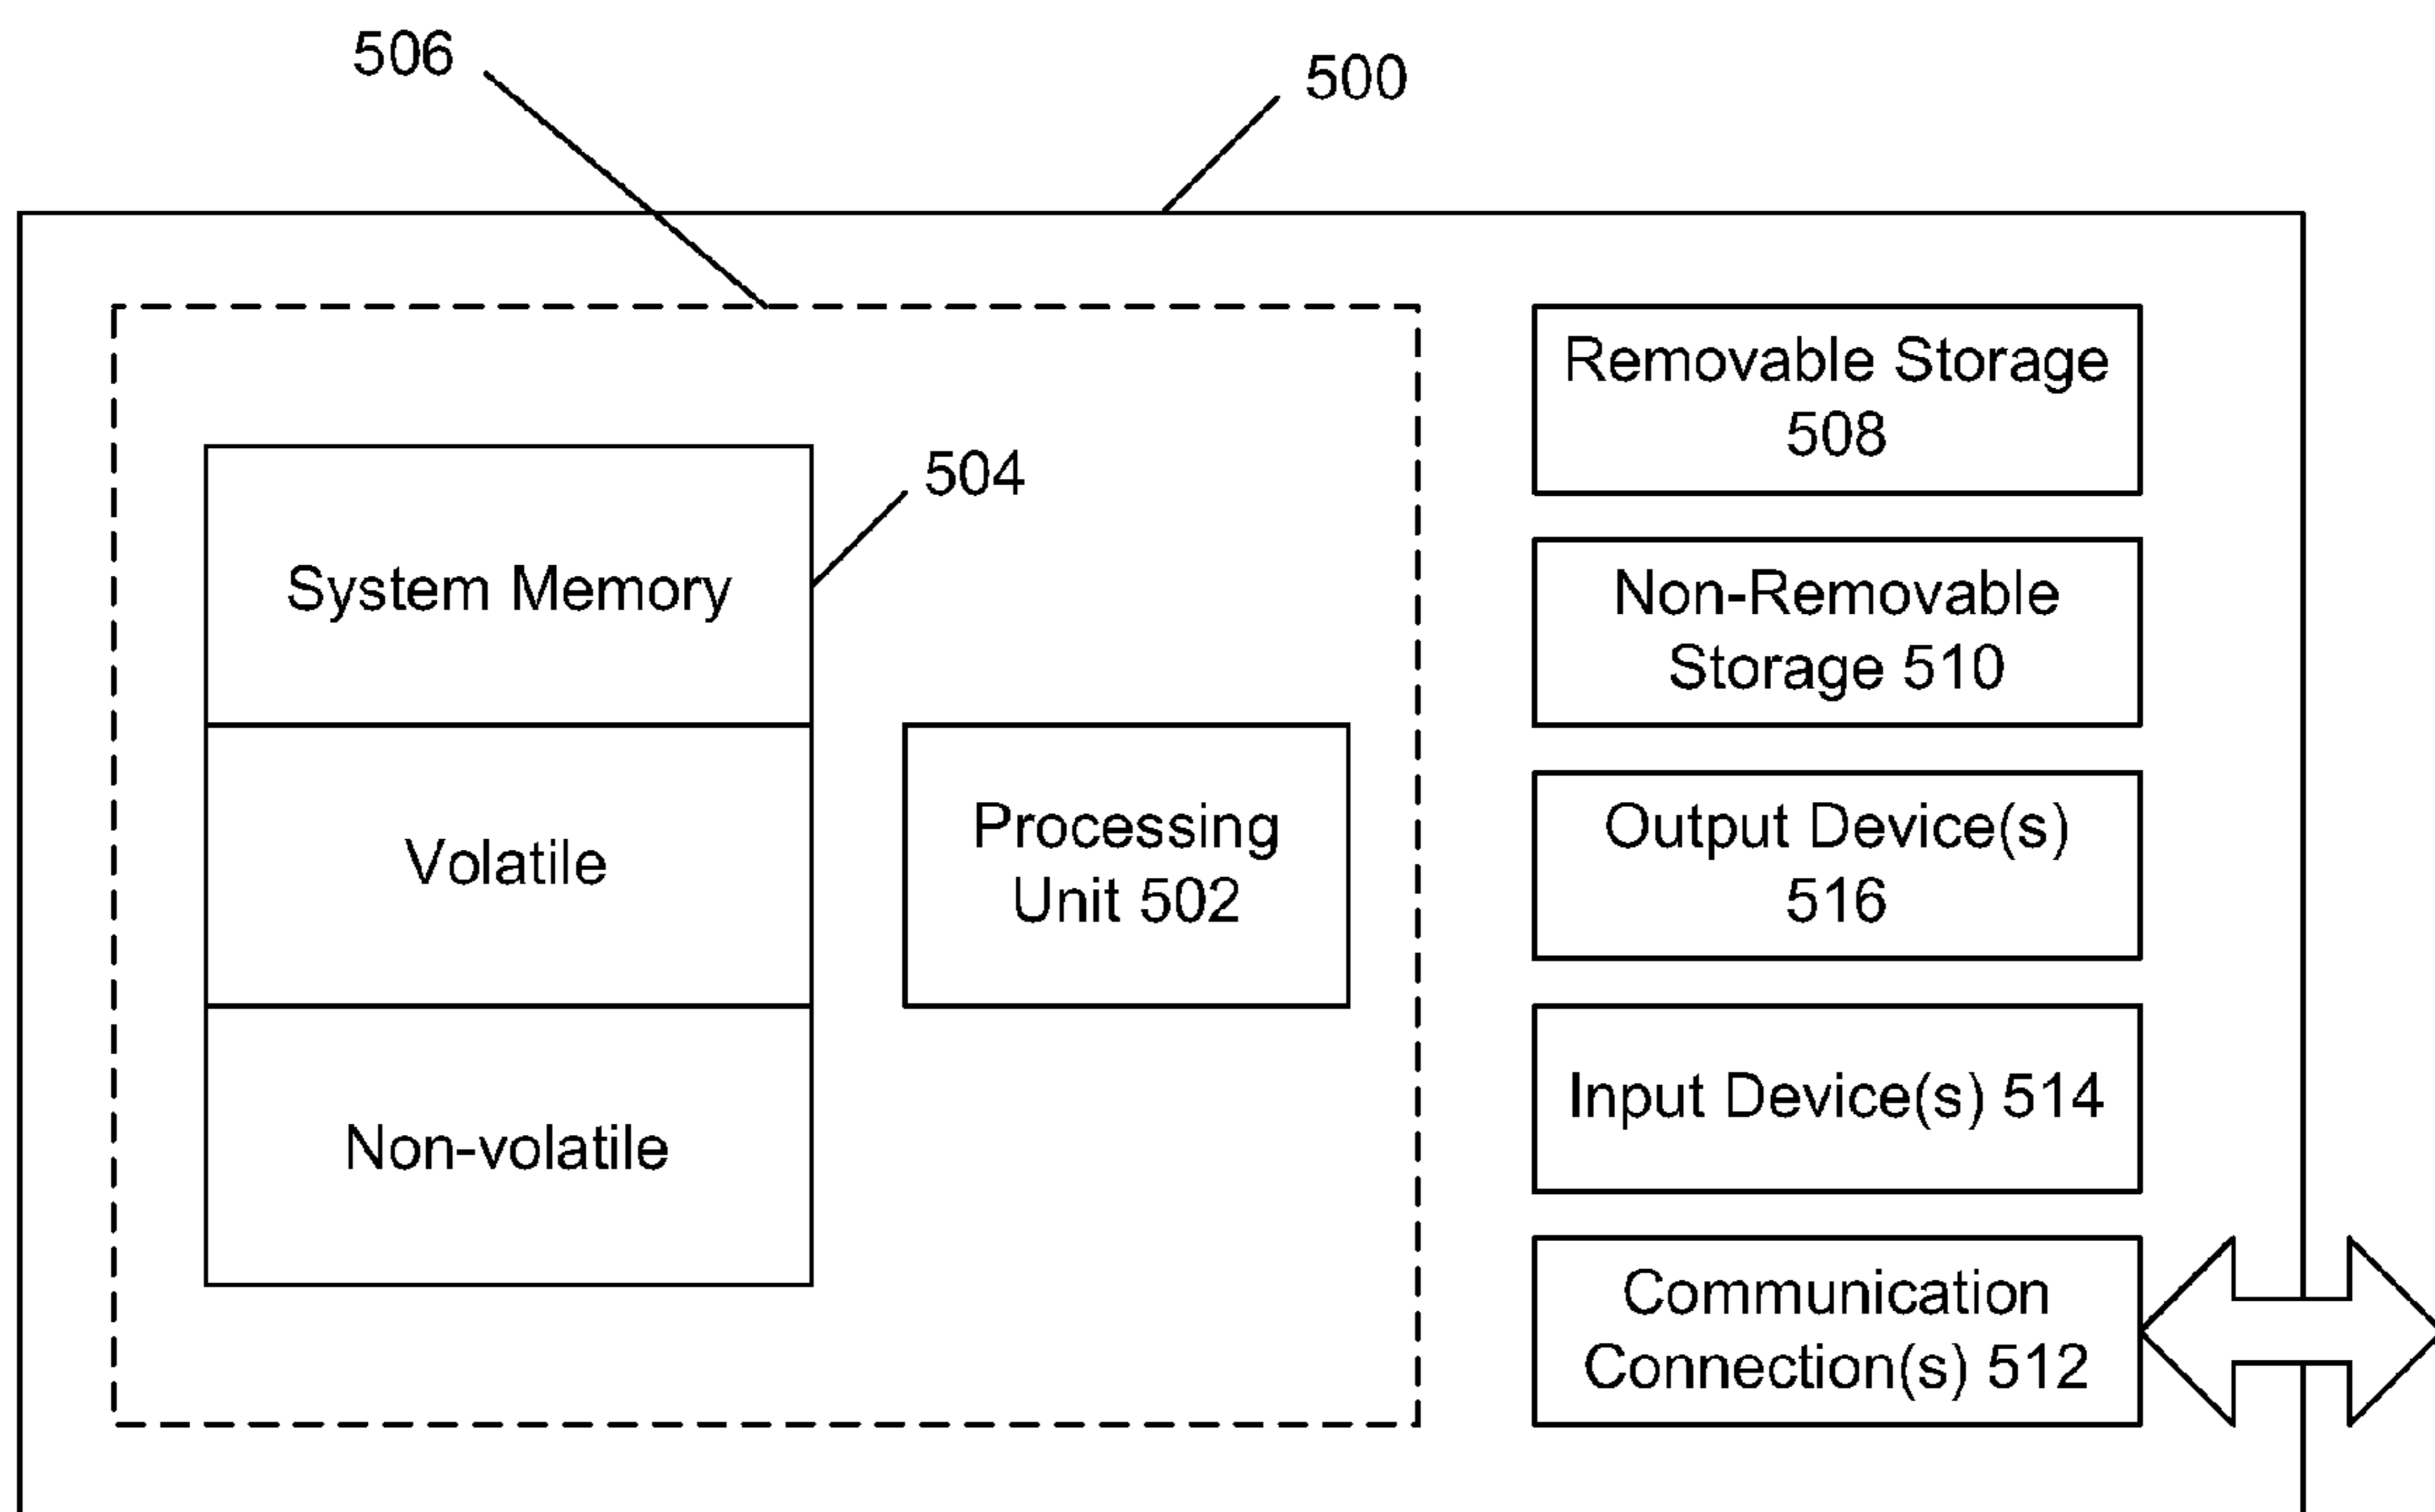 506
500
504
System Memory
Volatile
Non-volatile
Processing
Unit 502
Removable Storage
508
Non-Removable
Storage 510
Output Device(s)
516
Input Device(s) 514
Communication
Connection(s) 512